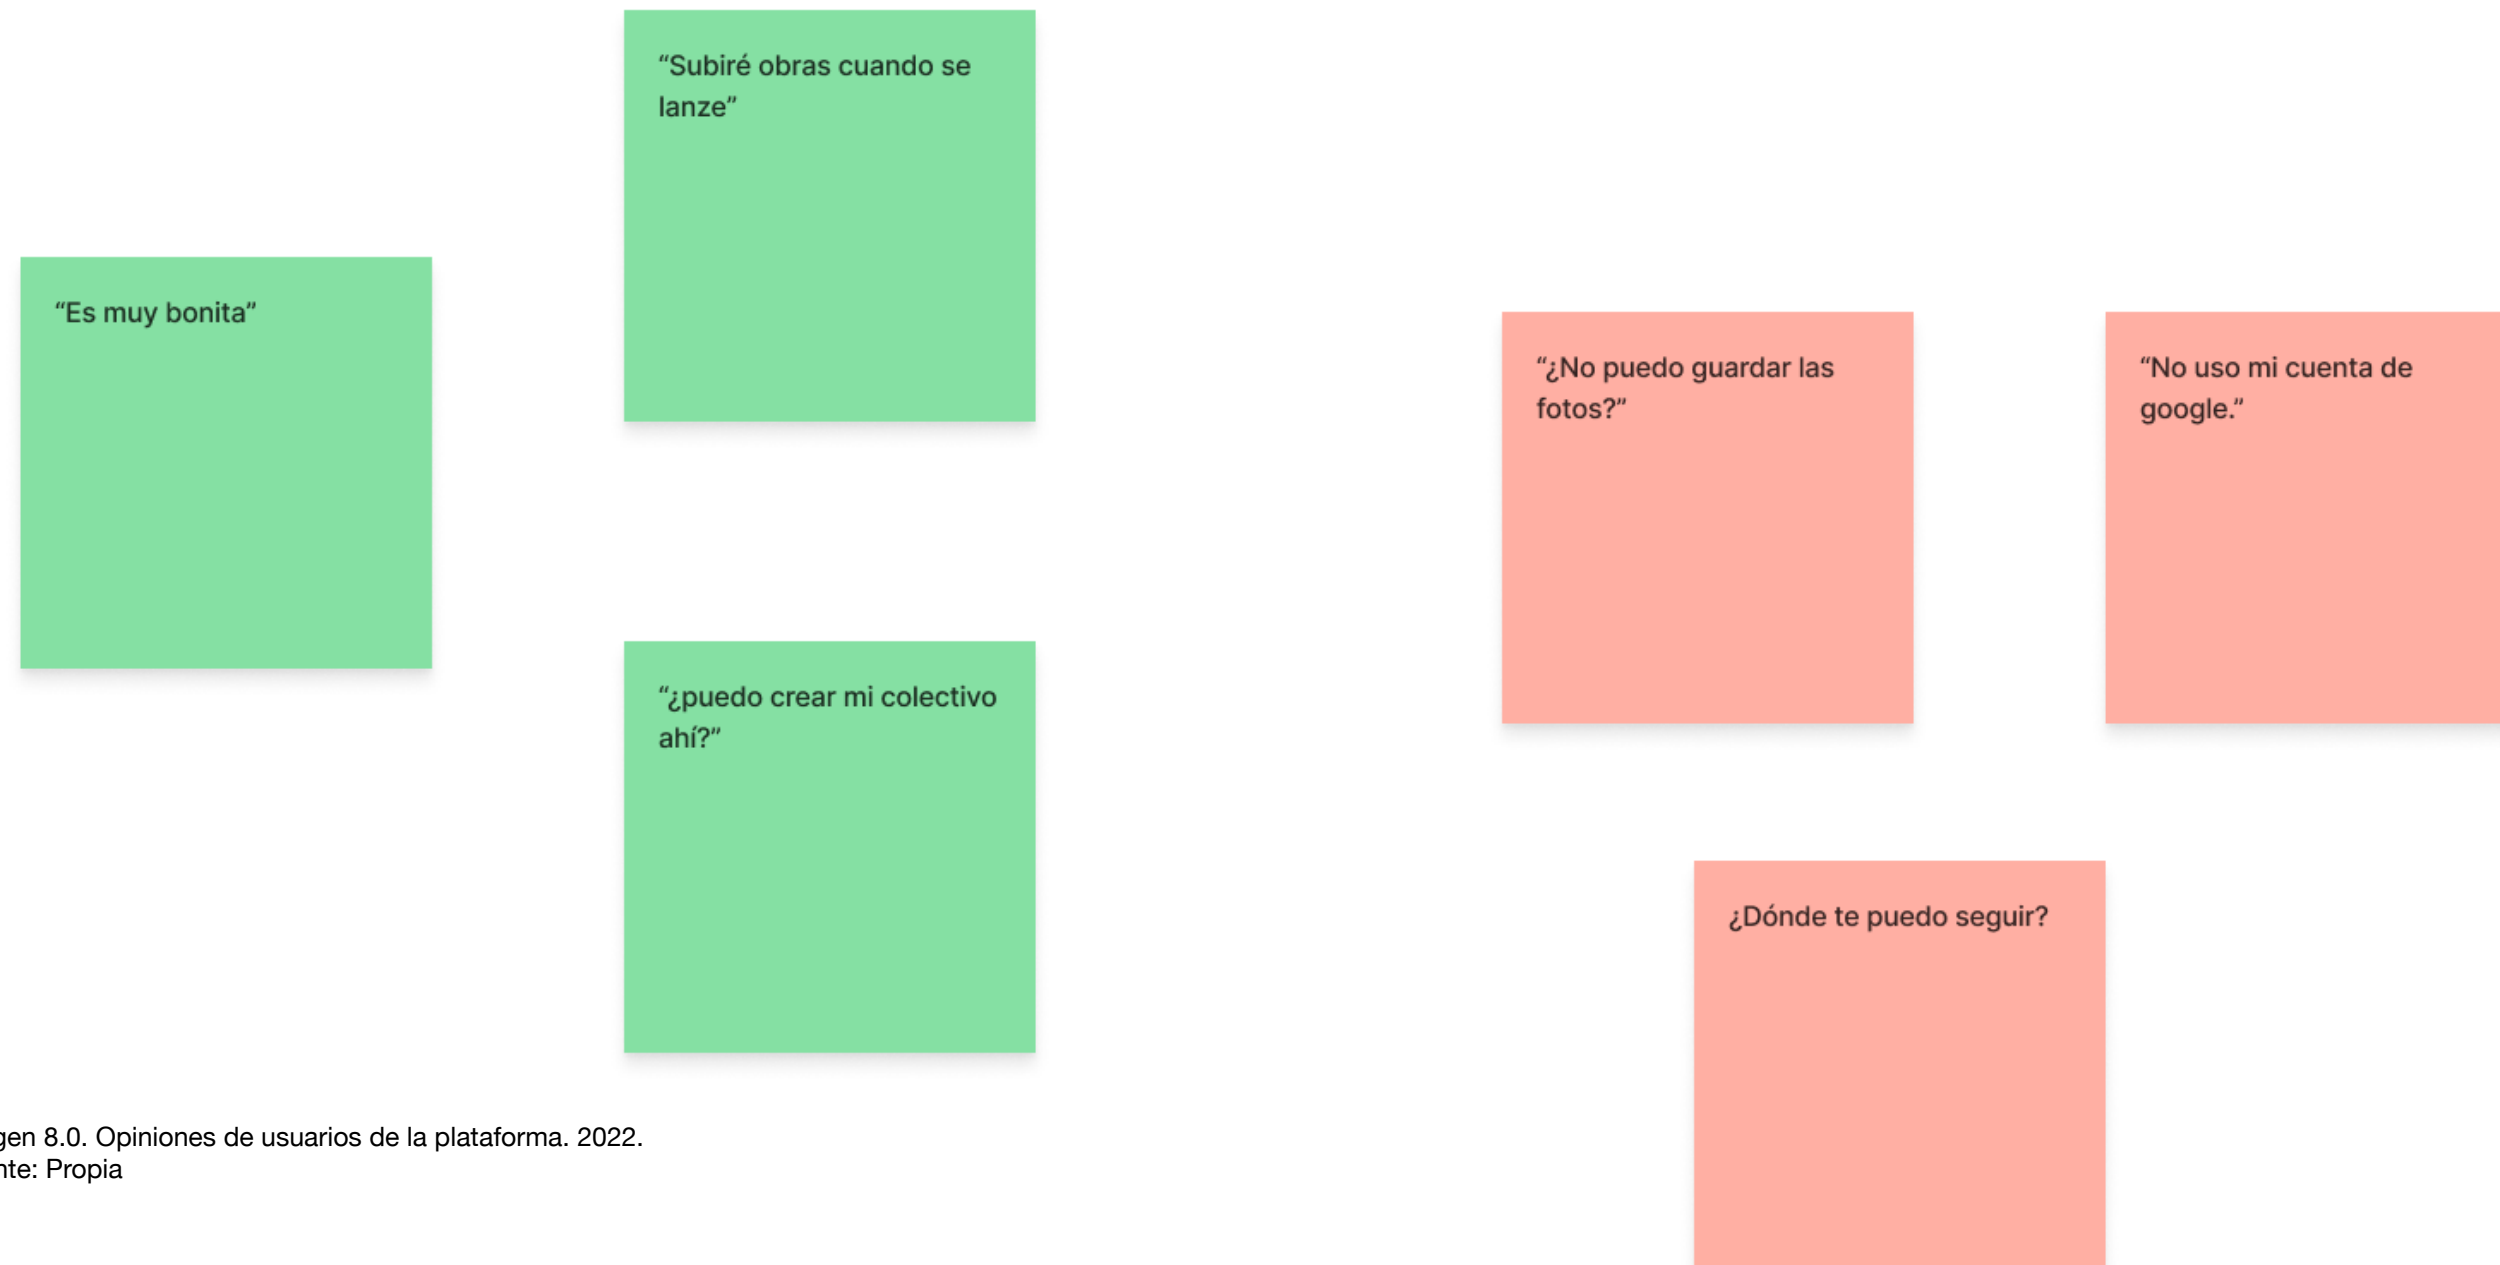 “Subiré obras cuando se
lanze”
“Es muy bonita”
“¿puedo crear mi colectivo
ahí?”
“¿No puedo guardar las
fotos?”
“No uso mi cuenta de
google.”
¿Dónde te puedo seguir?
gen 8.0. Opiniones de usuarios de la plataforma. 2022.
nte: Propia